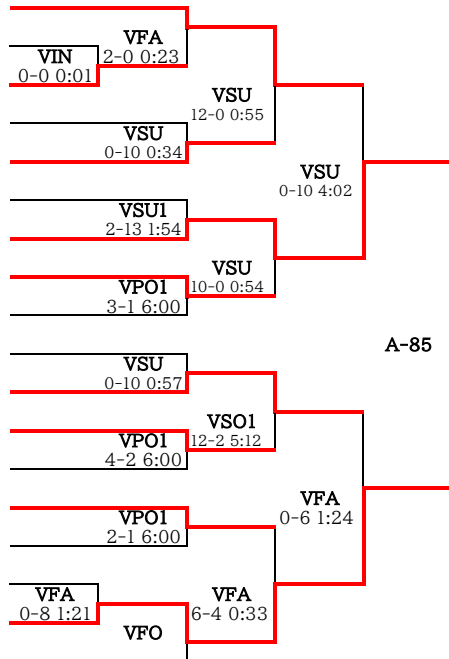 VFA
2-0 0:23
VIN
0-0 0:01
VSU
12-0 0:55
VSU
0-10 0:34
VSU
0-10 4:02
VSU1
2-13 1:54
VSU
10-0 0:54
VPO1
3-1 6:00
A-85
VSU
0-10 0:57
VSO1
12-2 5:12
VPO1
4-2 6:00
VFA
0-6 1:24
VPO1
2-1 6:00
VFA
0-8 1:21
VFA
6-4 0:33
VFO